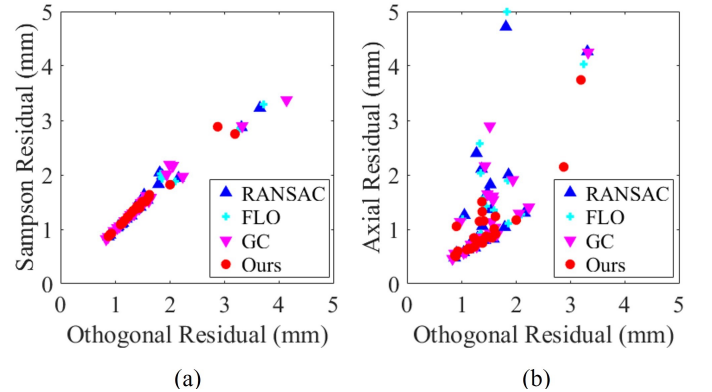 5
4
3
2
1
0
Sampson Residual (mm)
RANSAC
FLO
GC
Ours
0 1 2 3 4 5
Othogonal Residual (mm)
(a)
5
4
3
2
1
0
Axial Residual (mm)
RANSAC
FLO
GC
Ours
0 1 2 3 4 5
Othogonal Residual (mm)
(b)